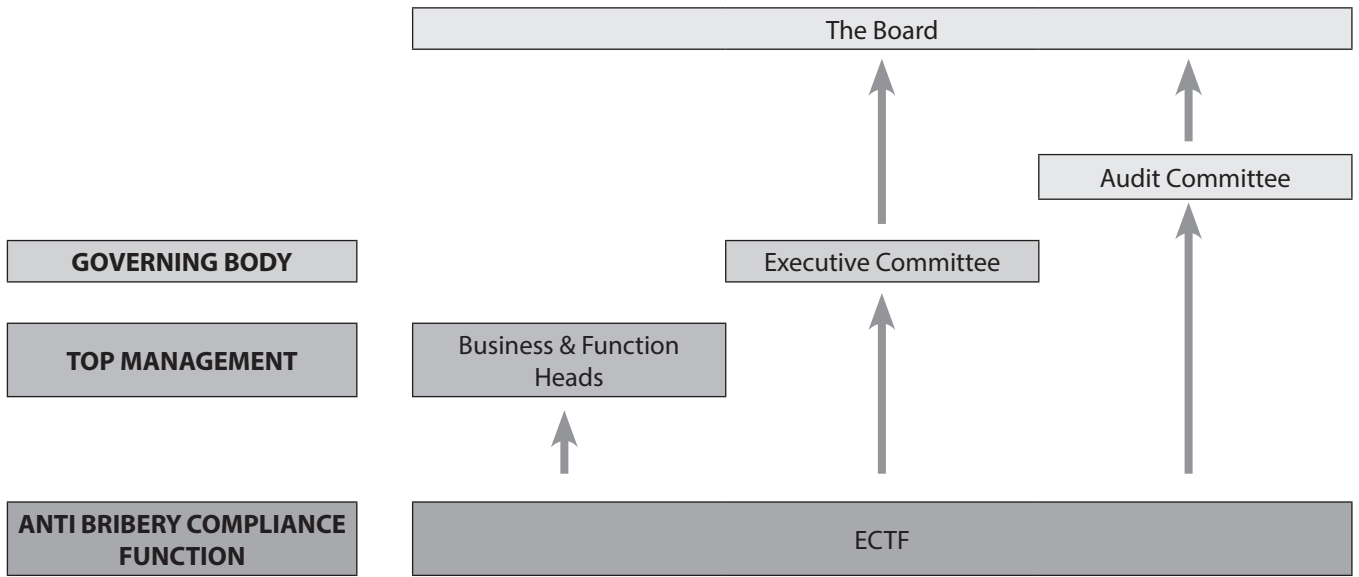 The Board
Audit Committee
GOVERNING BODY
Executive Committee
TOP MANAGEMENT
Business & Function
Heads
ANTI BRIBERY COMPLIANCE
FUNCTION
ECTF